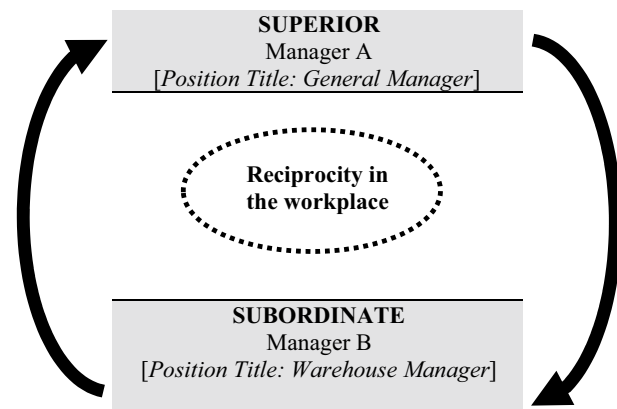 SUPERIOR
Manager A
[Position Title: General Manager]
Reciprocity in
the workplace
SUBORDINATE
Manager B
[Position Title: Warehouse Manager]